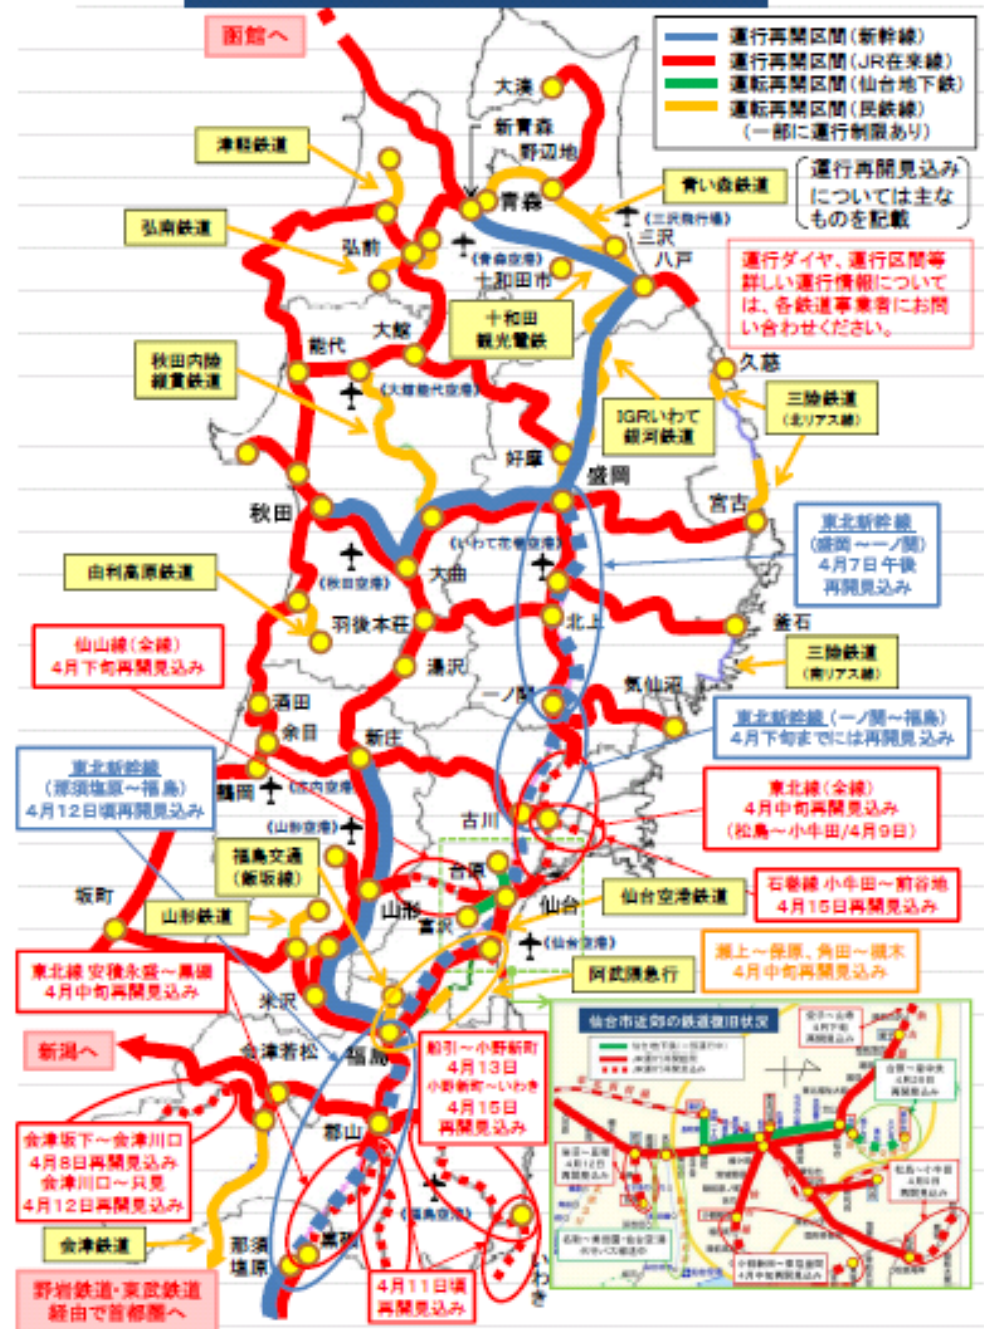 函館へ
運行再開区間(新幹線)
運行再開区間(JR在来線)
運転再開区間(仙台地下鉄)
運転再開区間(民鉄線)
(一部に運行制限あり)
大湊
新青森
野辺地
津軽鉄道
青森
青い森鉄道
運行再開見込み
については主な
ものを記載
《三沢飛行場》
弘南鉄道
弘前
三沢
《青森空港》
八戸
十和田市
運行ダイヤ、運行区間等
詳しい運行情報について
は、各鉄道事業者にお問
い合わせください。
十和田
観光電鉄
大館
能代
秋田内陸
縦貫鉄道
《大館能代空港》
久慈
三陸鉄道
(北リアス線)
IGRいわて
銀河鉄道
好摩
盛岡
宮古
秋田
東北新幹線
(盛岡～一ノ関)
4月7日午後
再開見込み
《いわて花巻空港》
《秋田空港》
大曲
由利高原鉄道
羽後本荘
北上
釜石
仙山線(全線)
4月下旬再開見込み
湯沢
三陸鉄道
(南リアス線)
一ノ関
気仙沼
酒田
余目
新庄
東北新幹線(一ノ関～福島)
4月下旬までには再開見込み
東北新幹線
(那須塩原～福島)
4月12日頃再開見込み
鶴岡
《庄内空港》
東北線(全線)
4月中旬再開見込み
(松島～小牛田/4月9日)
古川
《山形空港》
福島交通
(飯坂線)
台原
石巻線 小牛田～前谷地
4月15日再開見込み
坂町
山形鉄道
山形
富沢
仙台
仙台空港鉄道
《仙台空港》
東北線 安積永盛～黒磯
4月中旬再開見込み
阿武隈急行
瀬上～保原、角田～槻木
4月中旬再開見込み
米沢
仙台市近郊の鉄道復旧状況
新潟へ
会津若松
福島
船引～小野新町
4月13日
小野新町～いわき
4月15日
再開見込み
郡山
会津坂下～会津川口
4月8日再開見込み
会津川口～只見
4月12日再開見込み
松島～小牛田
《福島空港》
会津鉄道
那須
塩原
黒磯
いわき
4月11日頃
再開見込み
野岩鉄道・東武鉄道
経由で首都圏へ